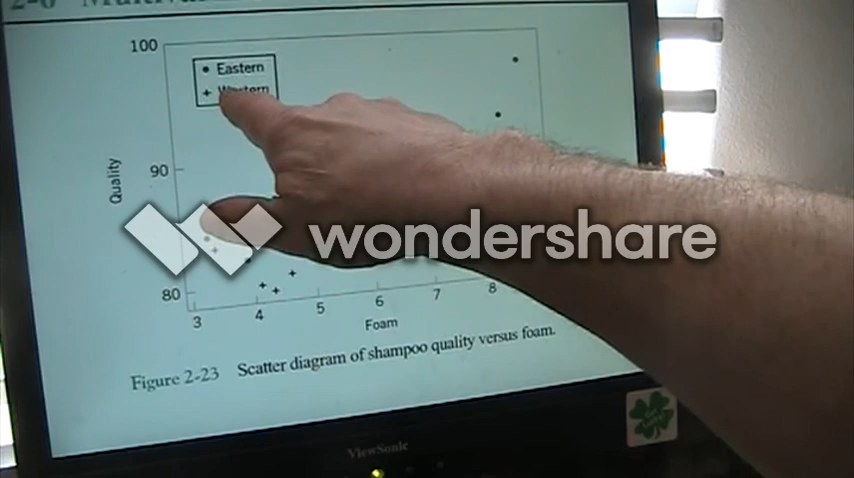 100
Eastern
Western
Quality
90
wondershare
80
3 4 5 6 7 8
Foam
Figure 2-23 Scatter diagram of shampoo quality versus foam.
ViewSonic